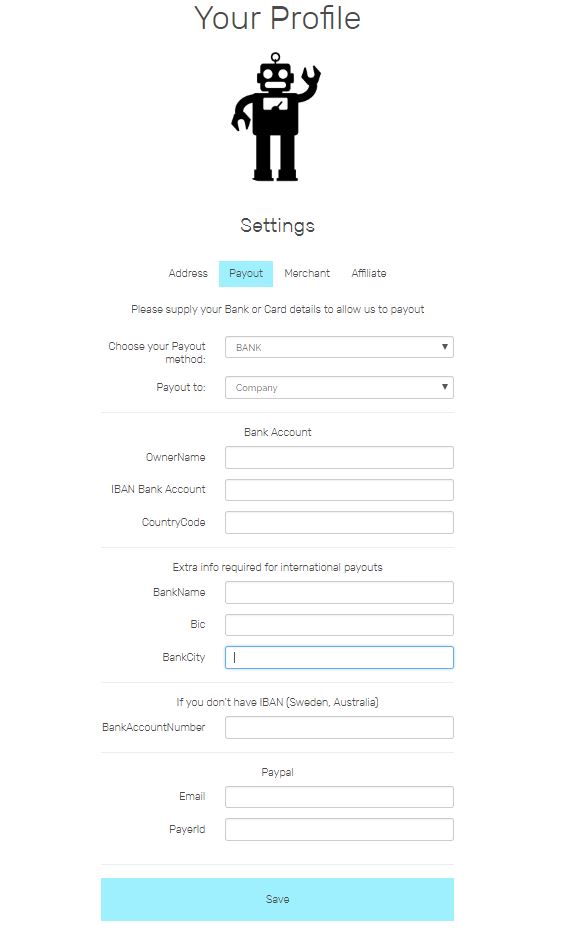 Your Profile
Settings
Address Payout Merchant Affiliate
Please supply your Bank or Card details to allow us to payout
Choose your Payout
method:
BANK
Payout to:
Company
Bank Account
OwnerName
IBAN Bank Account
CountryCode
Extra info required for international payouts
BankName
Bic
BankCity
If you don't have IBAN (Sweden, Australia)
BankAccountNumber
Paypal
Email
PayerId
Save